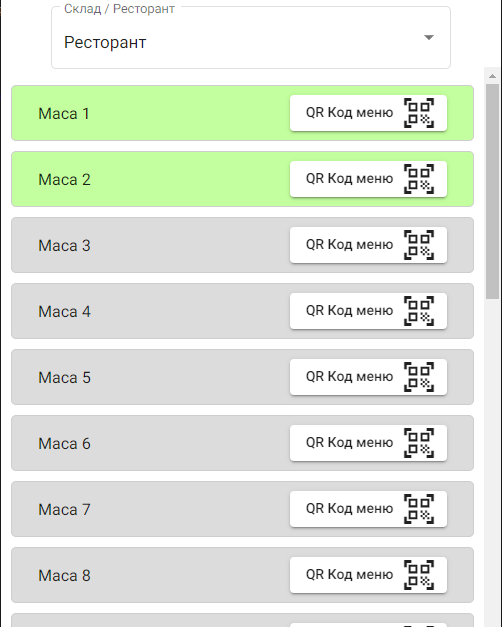 Склад / Ресторант
Ресторант
Маса 1 QR Код меню
Маса 2 QR Код меню
Маса 3 QR Код меню
Маса 4 QR Код меню
Маса 5 QR Код меню
Маса 6 QR Код меню
Маса 7 QR Код меню
Маса 8 QR Код меню